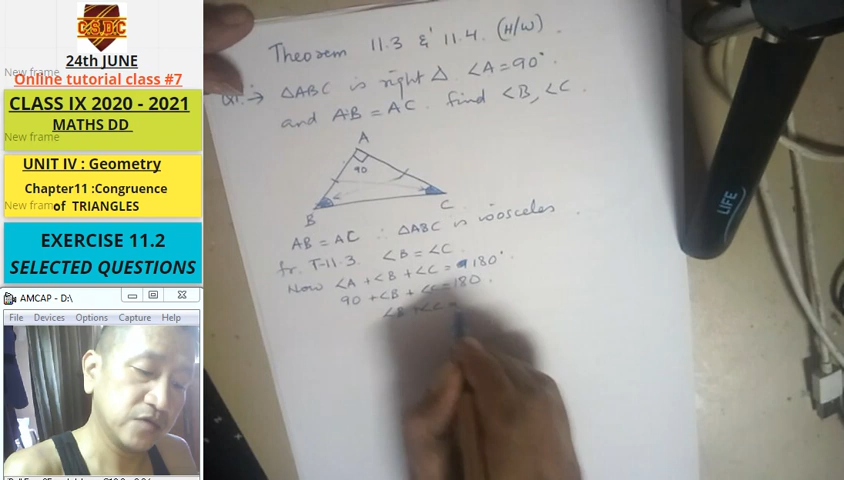 CSDC
24th JUNE
New frame
Online tutorial class #7
CLASS IX 2020 - 2021
MATHS DD
New frame
UNIT IV : Geometry
Chapter11 :Congruence
New frame
of TRIANGLES
EXERCISE 11.2
SELECTED QUESTIONS
AMCAP - D:\
File Devices Options Capture Help
Theorem 11.3 & 11.4. (H/W).
Q1. → △ABC is right △ <A = 90°.
and AB = AC. find <B, <C.
A
90
B
C
AB = AC ∴ △ABC is isosceles
fr. T-11.3. <B = <C.
Now <A + <B + <C = 180°.
90 + <B + <C = 180.
<B + <C =
LIFE